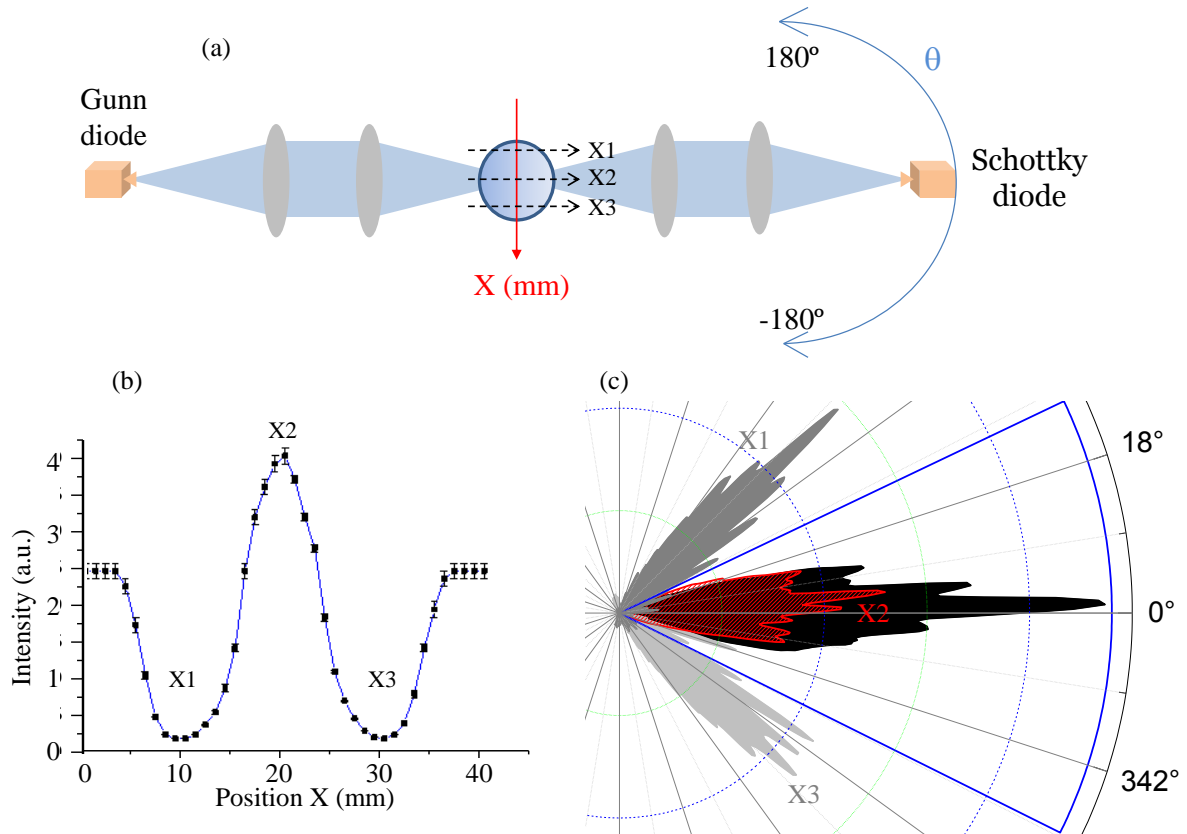 (a)
180º
θ
Gunn
diode
X1
X2
X3
Schottky
diode
X (mm)
-180º
(b)
(c)
Intensity (a.u.)
4
3
2
1
0
X2
X1
X3
0
10
20
30
40
Position X (mm)
X1
18°
X2
0°
X3
342°